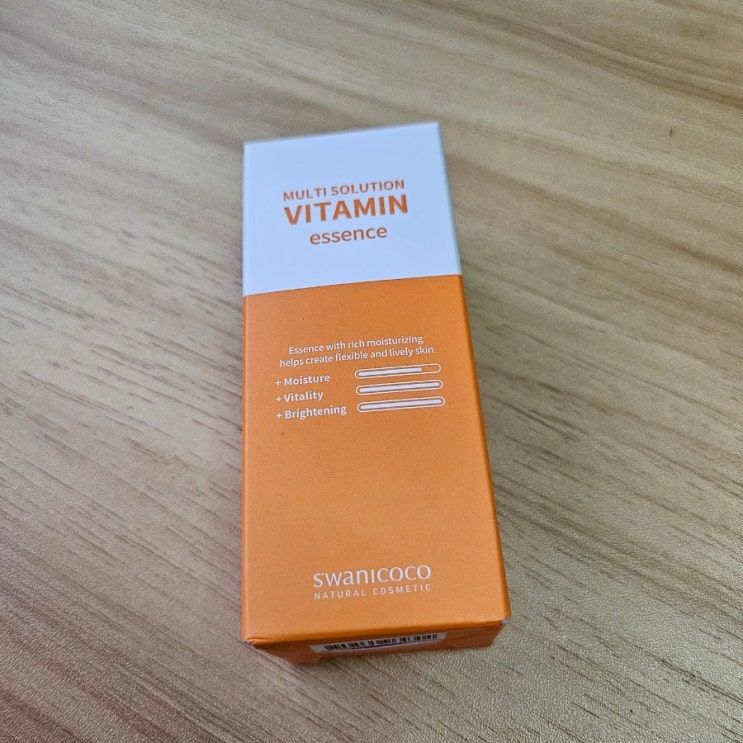 MULTI SOLUTION
VITAMIN
essence
Essence with rich moisturizing
helps create flexible and lively skin
+ Moisture
+ Vitality
+ Brightening
swanicoco
NATURAL COSMETIC